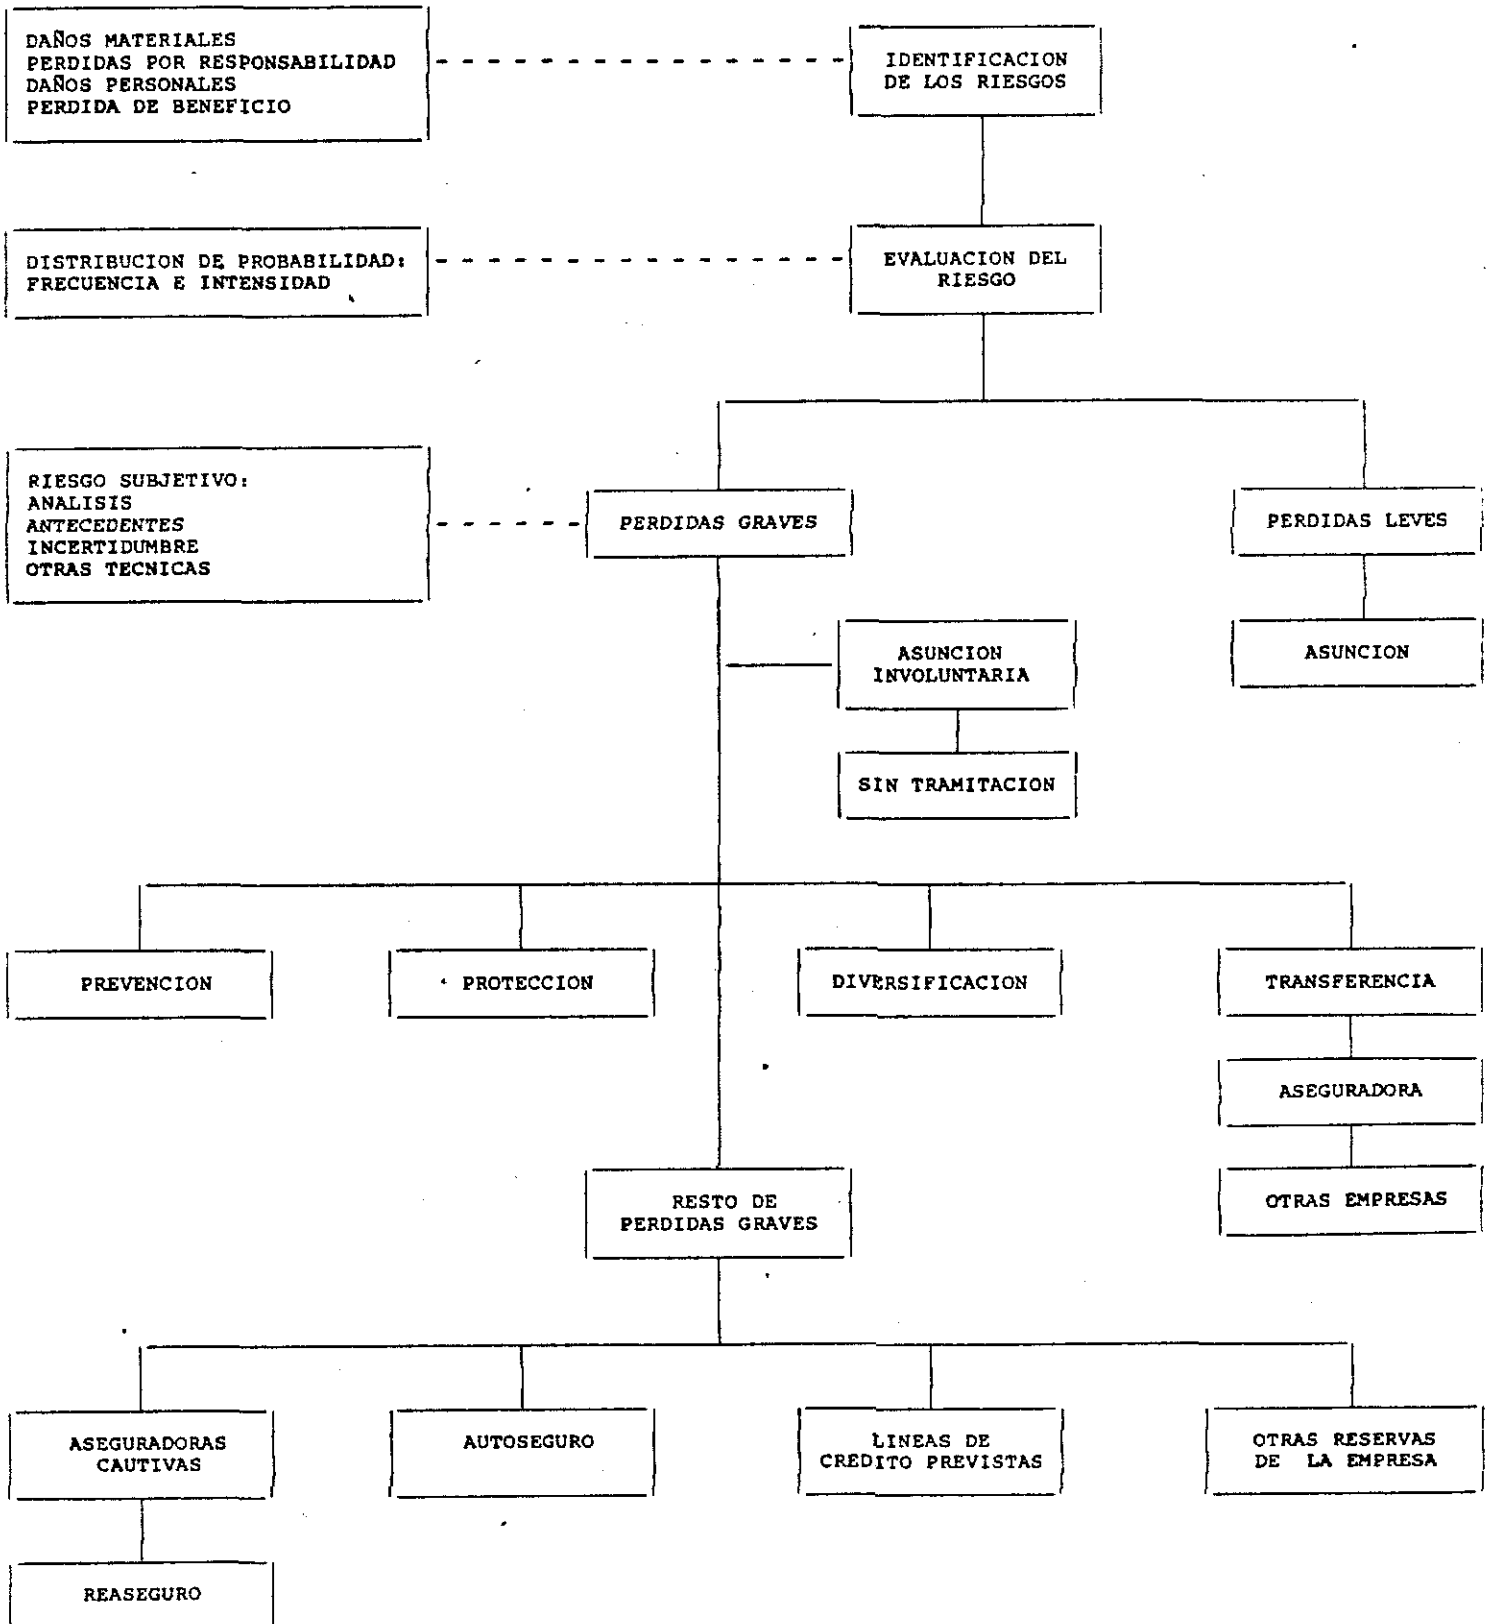 DAÑOS MATERIALES
PERDIDAS POR RESPONSABILIDAD
DAÑOS PERSONALES
PERDIDA DE BENEFICIO
IDENTIFICACION
DE LOS RIESGOS
DISTRIBUCION DE PROBABILIDAD:
FRECUENCIA E INTENSIDAD
EVALUACION DEL
RIESGO
RIESGO SUBJETIVO:
ANALISIS
ANTECEDENTES
INCERTIDUMBRE
OTRAS TECNICAS
PERDIDAS GRAVES
PERDIDAS LEVES
ASUNCION
INVOLUNTARIA
ASUNCION
SIN TRAMITACION
PREVENCION
PROTECCION
DIVERSIFICACION
TRANSFERENCIA
ASEGURADORA
OTRAS EMPRESAS
RESTO DE
PERDIDAS GRAVES
ASEGURADORAS
CAUTIVAS
AUTOSEGURO
LINEAS DE
CREDITO PREVISTAS
OTRAS RESERVAS
DE LA EMPRESA
REASEGURO